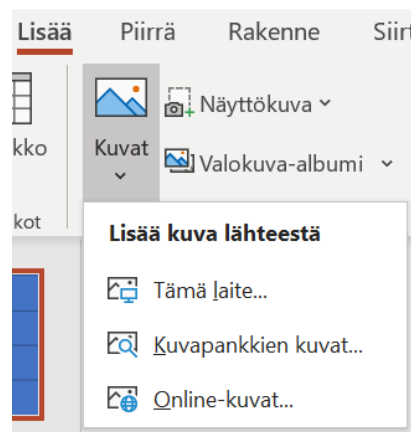 Lisää Piirrä Rakenne Siirt
kko
Kuvat
Näyttökuva
Valokuva-albumi
kot
Lisää kuva lähteestä
Tämä laite...
Kuvapankkien kuvat...
Online-kuvat...